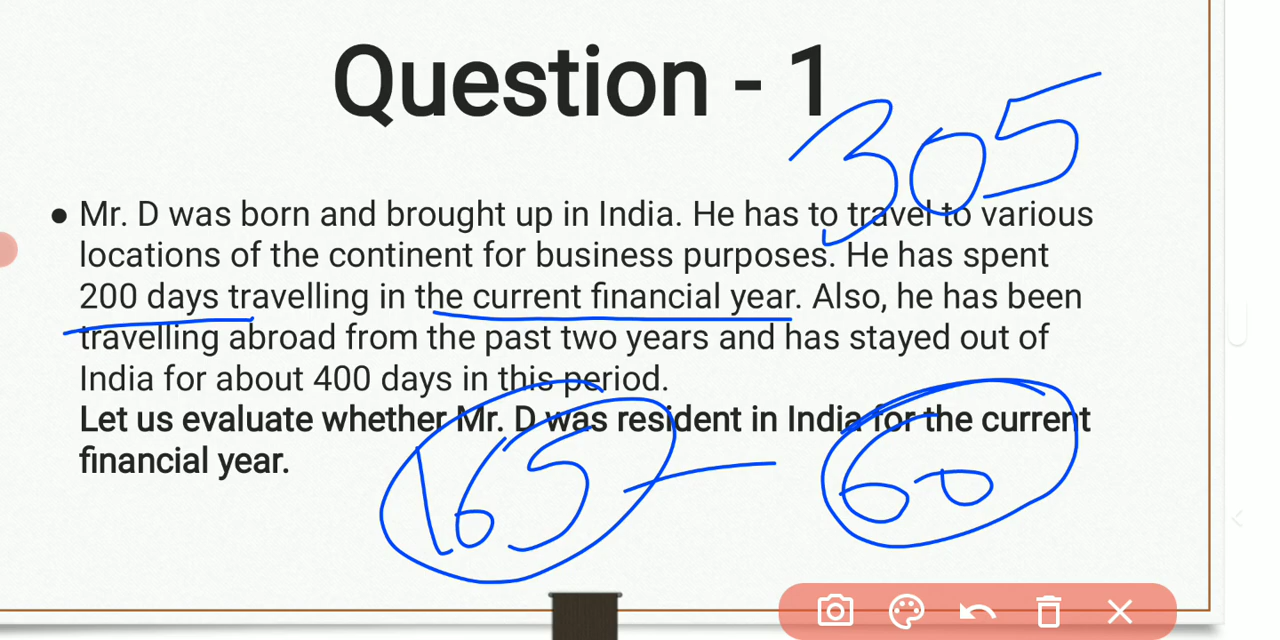 Question - 1
305
● Mr. D was born and brought up in India. He has to travel to various
locations of the continent for business purposes. He has spent
200 days travelling in the current financial year. Also, he has been
travelling abroad from the past two years and has stayed out of
India for about 400 days in this period.
Let us evaluate whether Mr. D was resident in India for the current
financial year.
165 — 60